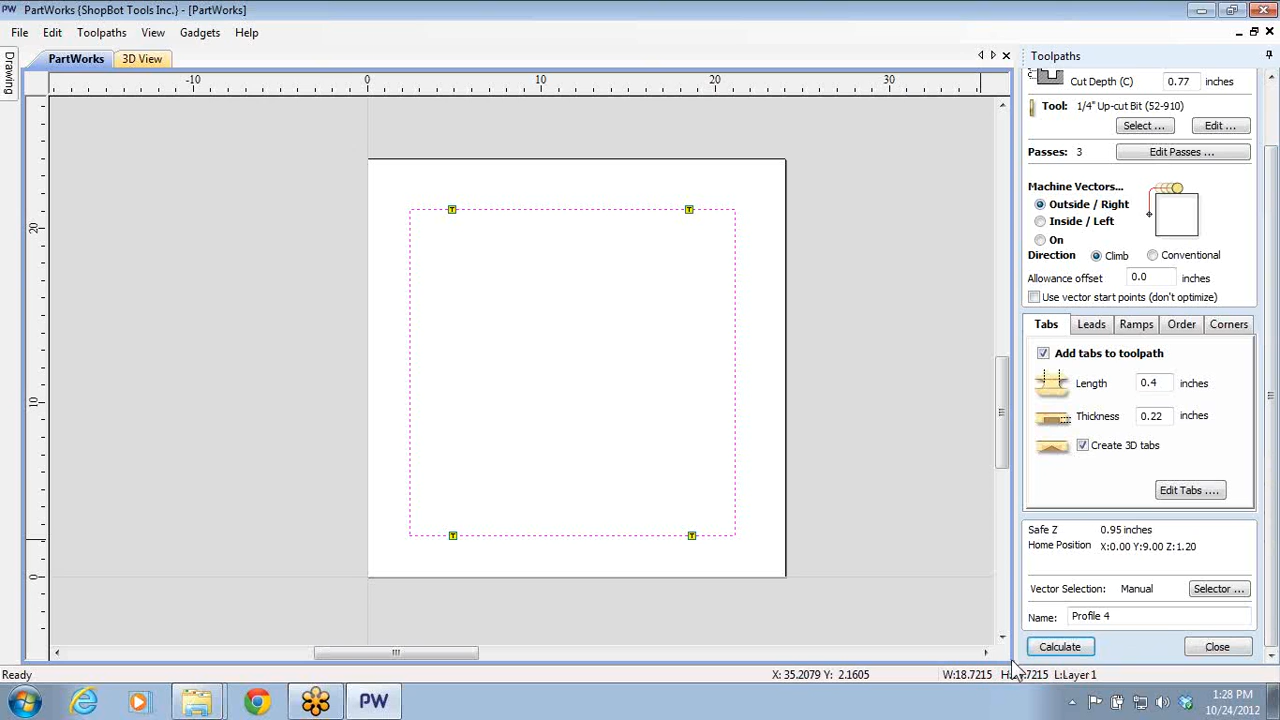 PW PartWorks {ShopBot Tools Inc.} - [PartWorks]
File Edit Toolpaths View Gadgets Help
PartWorks 3D View
Toolpaths
Drawing
-10 0 10 20 30
20
10
0
Cut Depth (C) 0.77 inches
Tool: 1/4" Up-cut Bit (52-910)
Select ... Edit ...
Passes: 3 Edit Passes ...
Machine Vectors...
Outside / Right
Inside / Left
On
Direction Climb Conventional
Allowance offset 0.0 inches
Use vector start points (don't optimize)
Tabs Leads Ramps Order Corners
Add tabs to toolpath
Length 0.4 inches
Thickness 0.22 inches
Create 3D tabs
Edit Tabs ....
T T
T T
Safe Z 0.95 inches
Home Position X:0.00 Y:9.00 Z:1.20
Vector Selection: Manual Selector ...
Name: Profile 4
Calculate Close
Ready X: 35.2079 Y: 2.1605 W:18.7215 L:Layer 1
PW
1:28 PM
10/24/2012